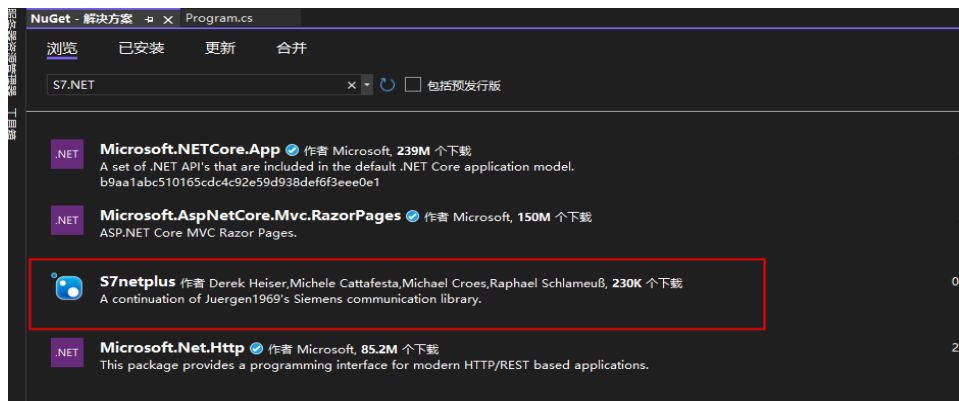 NuGet - 解决方案
Program.cs
浏览 已安装 更新 合并
S7.NET
包括预发行版
.NET
Microsoft.NETCore.App 作者 Microsoft, 239M 个下载
A set of .NET API's that are included in the default .NET Core application model.
b9aa1abc510165cdc4c92e59d938def6f3eee0e1
.NET
Microsoft.AspNetCore.Mvc.RazorPages 作者 Microsoft, 150M 个下载
ASP.NET Core MVC Razor Pages.
S7netplus 作者 Derek Heiser,Michele Cattafesta,Michael Croes,Raphael Schlameuß, 230K 个下载
0
A continuation of Juergen1969's Siemens communication library.
.NET
Microsoft.Net.Http 作者 Microsoft, 85.2M 个下载
2
This package provides a programming interface for modern HTTP/REST based applications.
工具箱